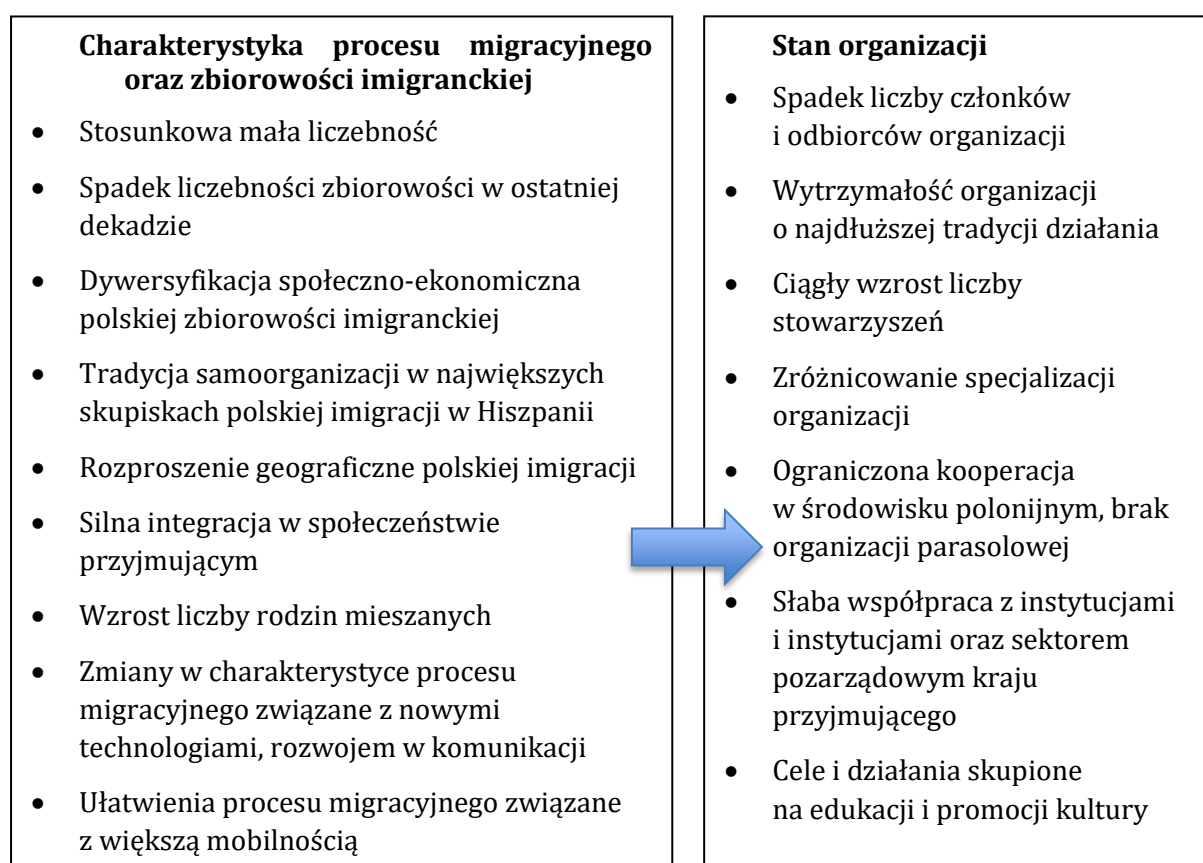 Charakterystyka procesu migracyjnego
oraz zbiorowości imigranckiej
• Stosunkowa mała liczebność
• Spadek liczebności zbiorowości w ostatniej
dekadzie
• Dywersyfikacja społeczno-ekonomiczna
polskiej zbiorowości imigranckiej
• Tradycja samoorganizacji w największych
skupiskach polskiej imigracji w Hiszpanii
• Rozproszenie geograficzne polskiej imigracji
• Silna integracja w społeczeństwie
przyjmującym
• Wzrost liczby rodzin mieszanych
• Zmiany w charakterystyce procesu
migracyjnego związane z nowymi
technologiami, rozwojem w komunikacji
• Ułatwienia procesu migracyjnego związane
z większą mobilnością
Stan organizacji
• Spadek liczby członków
i odbiorców organizacji
• Wytrzymałość organizacji
o najdłuższej tradycji działania
• Ciągły wzrost liczby
stowarzyszeń
• Zróżnicowanie specjalizacji
organizacji
• Ograniczona kooperacja
w środowisku polonijnym, brak
organizacji parasolowej
• Słaba współpraca z instytucjami
i instytucjami oraz sektorem
pozarządowym kraju
przyjmującego
• Cele i działania skupione
na edukacji i promocji kultury